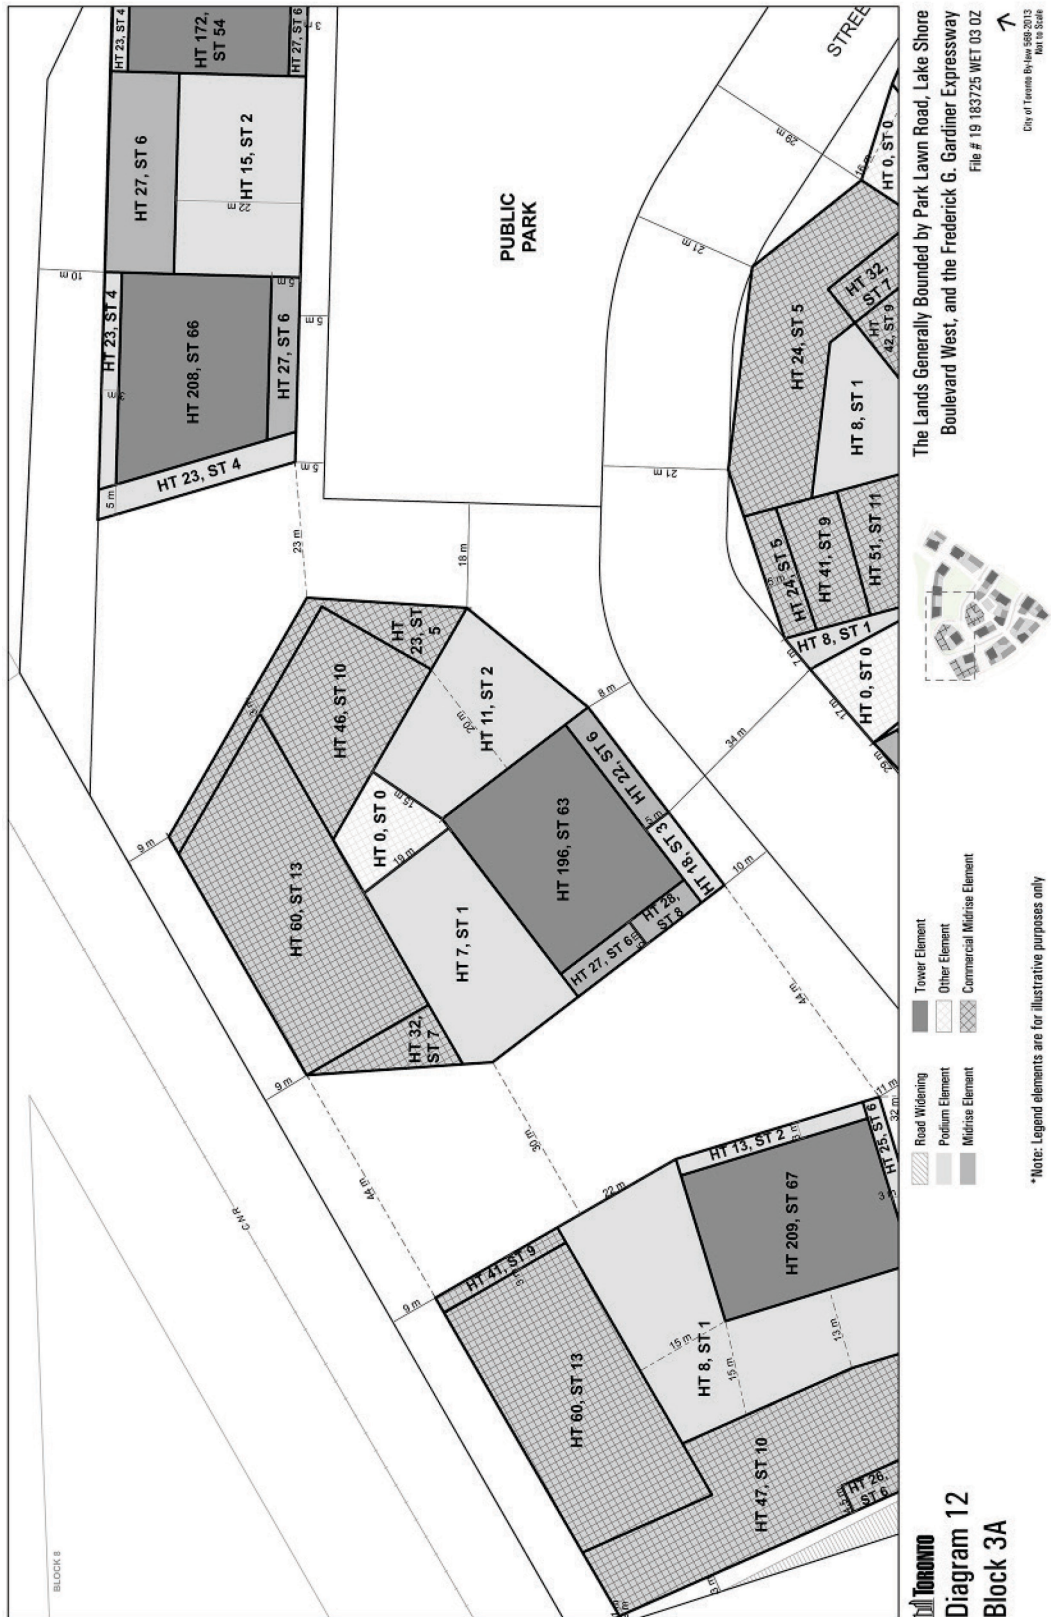 BLOCK 8
CNR
HT 23, ST 4
HT 172,
ST 54
HT 27, ST 6
3 m
HT 27, ST 6
HT 15, ST 2
22 m
10 m
5 m
HT 23, ST 4
3 m
HT 208, ST 66
HT 27, ST 6
5 m
HT 23, ST 4
5 m
5 m
PUBLIC
PARK
29 m
21 m
21 m
16 m
HT 0, ST 0
HT 24, ST 5
HT 32,
ST 7
HT
42, ST 9
HT 8, ST 1
HT 24, ST 5
HT 41, ST 9
HT 51, ST 11
HT 8, ST 1
7 m
HT 0, ST 0
17 m
29 m
23 m
18 m
HT
23, ST
5
HT 46, ST 10
3 m
20 m
HT 11, ST 2
8 m
34 m
HT 60, ST 13
9 m
HT 0, ST 0
15 m
19 m
HT 196, ST 63
HT 22, ST 6
5 m
HT 18, ST 3
10 m
HT 7, ST 1
HT 27, ST 6
HT 28,
ST 8
HT 32,
ST 7
9 m
44 m
30 m
44 m
22 m
11 m
32 m
HT 13, ST 2
HT 25, ST 6
HT 41, ST 9
9 m
HT 209, ST 67
HT 60, ST 13
HT 8, ST 1
15 m
15 m
13 m
HT 47, ST 10
HT 26,
ST 6
3 m
TORONTO
Diagram 12
Block 3A
Road Widening
Podium Element
Midrise Element
Tower Element
Other Element
Commercial Midrise Element
*Note: Legend elements are for illustrative purposes only
The Lands Generally Bounded by Park Lawn Road, Lake Shore
Boulevard West, and the Frederick G. Gardiner Expressway
File # 19 183725 WET 03 OZ
City of Toronto By-law 569-2013
Not to Scale